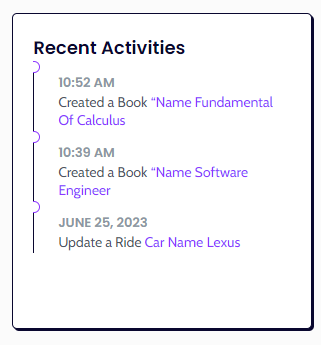 Recent Activities
10:52 AM
Created a Book “Name Fundamental
Of Calculus
10:39 AM
Created a Book “Name Software
Engineer
JUNE 25, 2023
Update a Ride Car Name Lexus